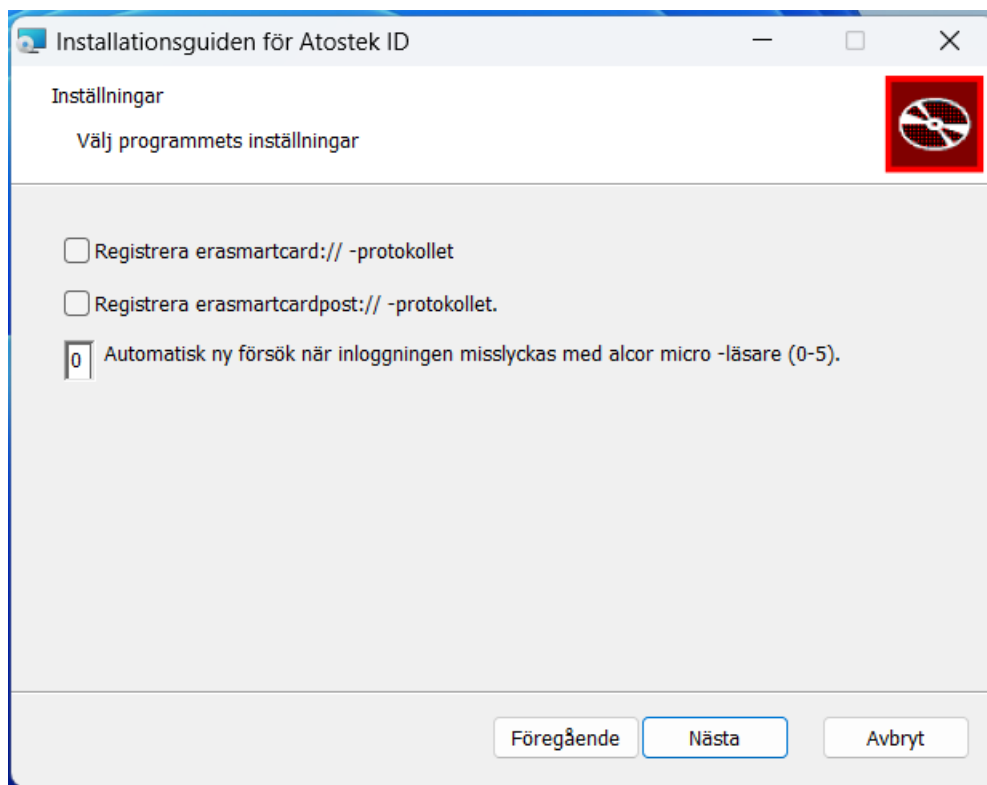 Installationsguiden för Atostek ID
Inställningar
Välj programmets inställningar
Registrera erasmartcard:// -protokollet
Registrera erasmartcardpost:// -protokollet.
0 Automatisk ny försök när inloggningen misslyckas med alcor micro -läsare (0-5).
Föregående Nästa Avbryt